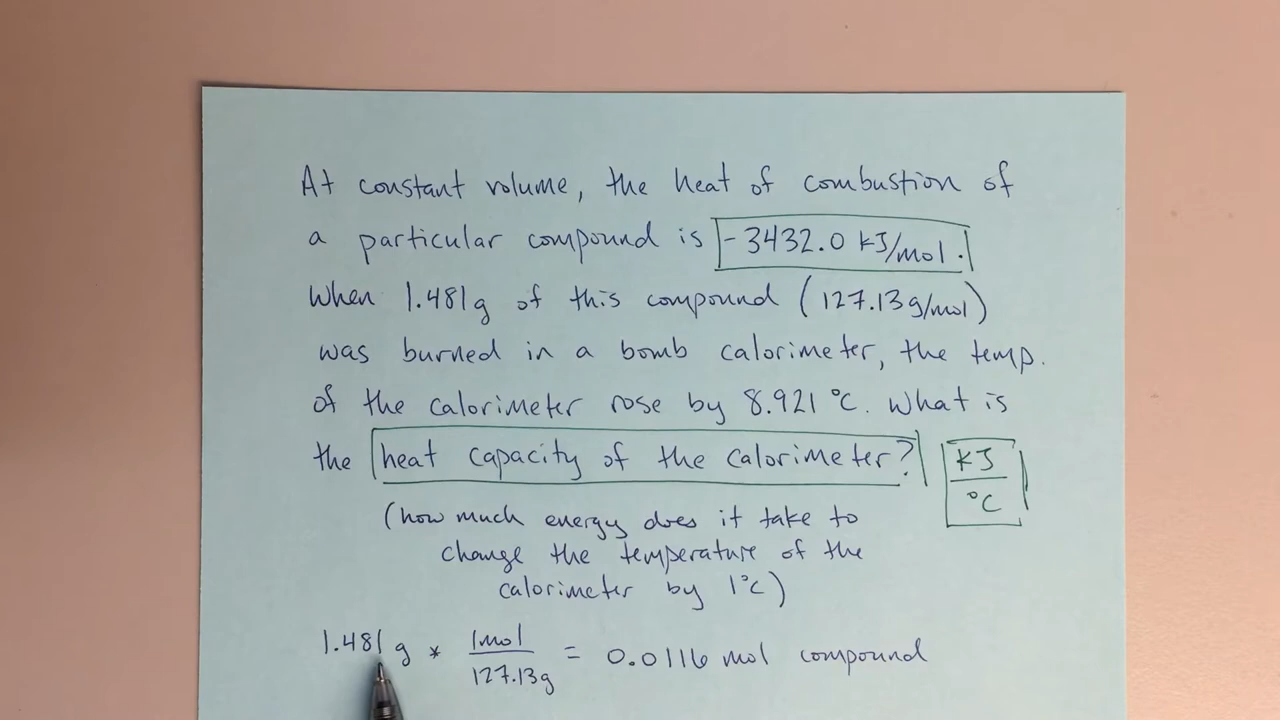 At constant volume, the heat of combustion of
a particular compound is -3432.0 kJ/mol.
When 1.481g of this compound (127.13g/mol)
was burned in a bomb calorimeter, the temp.
of the calorimeter rose by 8.921 °C. What is
the heat capacity of the calorimeter? kJ/°C
(how much energy does it take to
change the temperature of the
calorimeter by 1°C)
1.481 g * 1mol/127.13g = 0.0116 mol compound